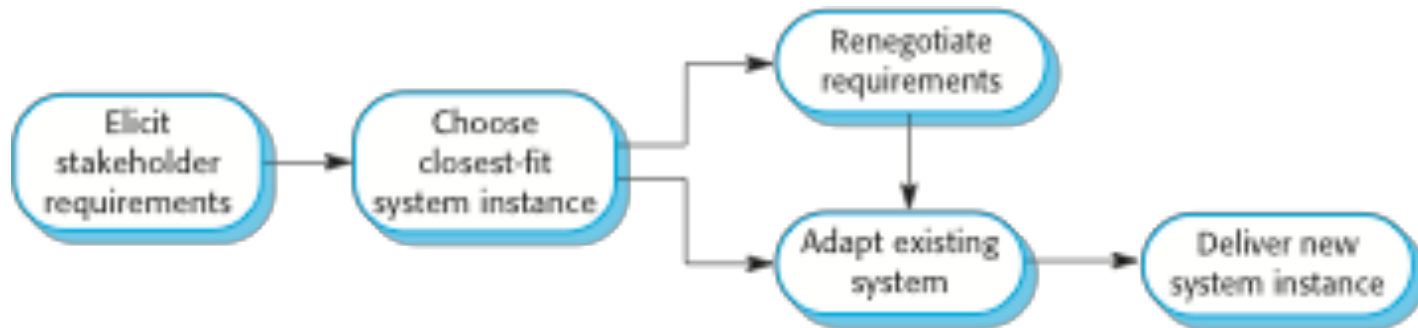 Elicit
stakeholder
requirements
Choose
closest-fit
system instance
Renegotiate
requirements
Adapt existing
system
Deliver new
system instance